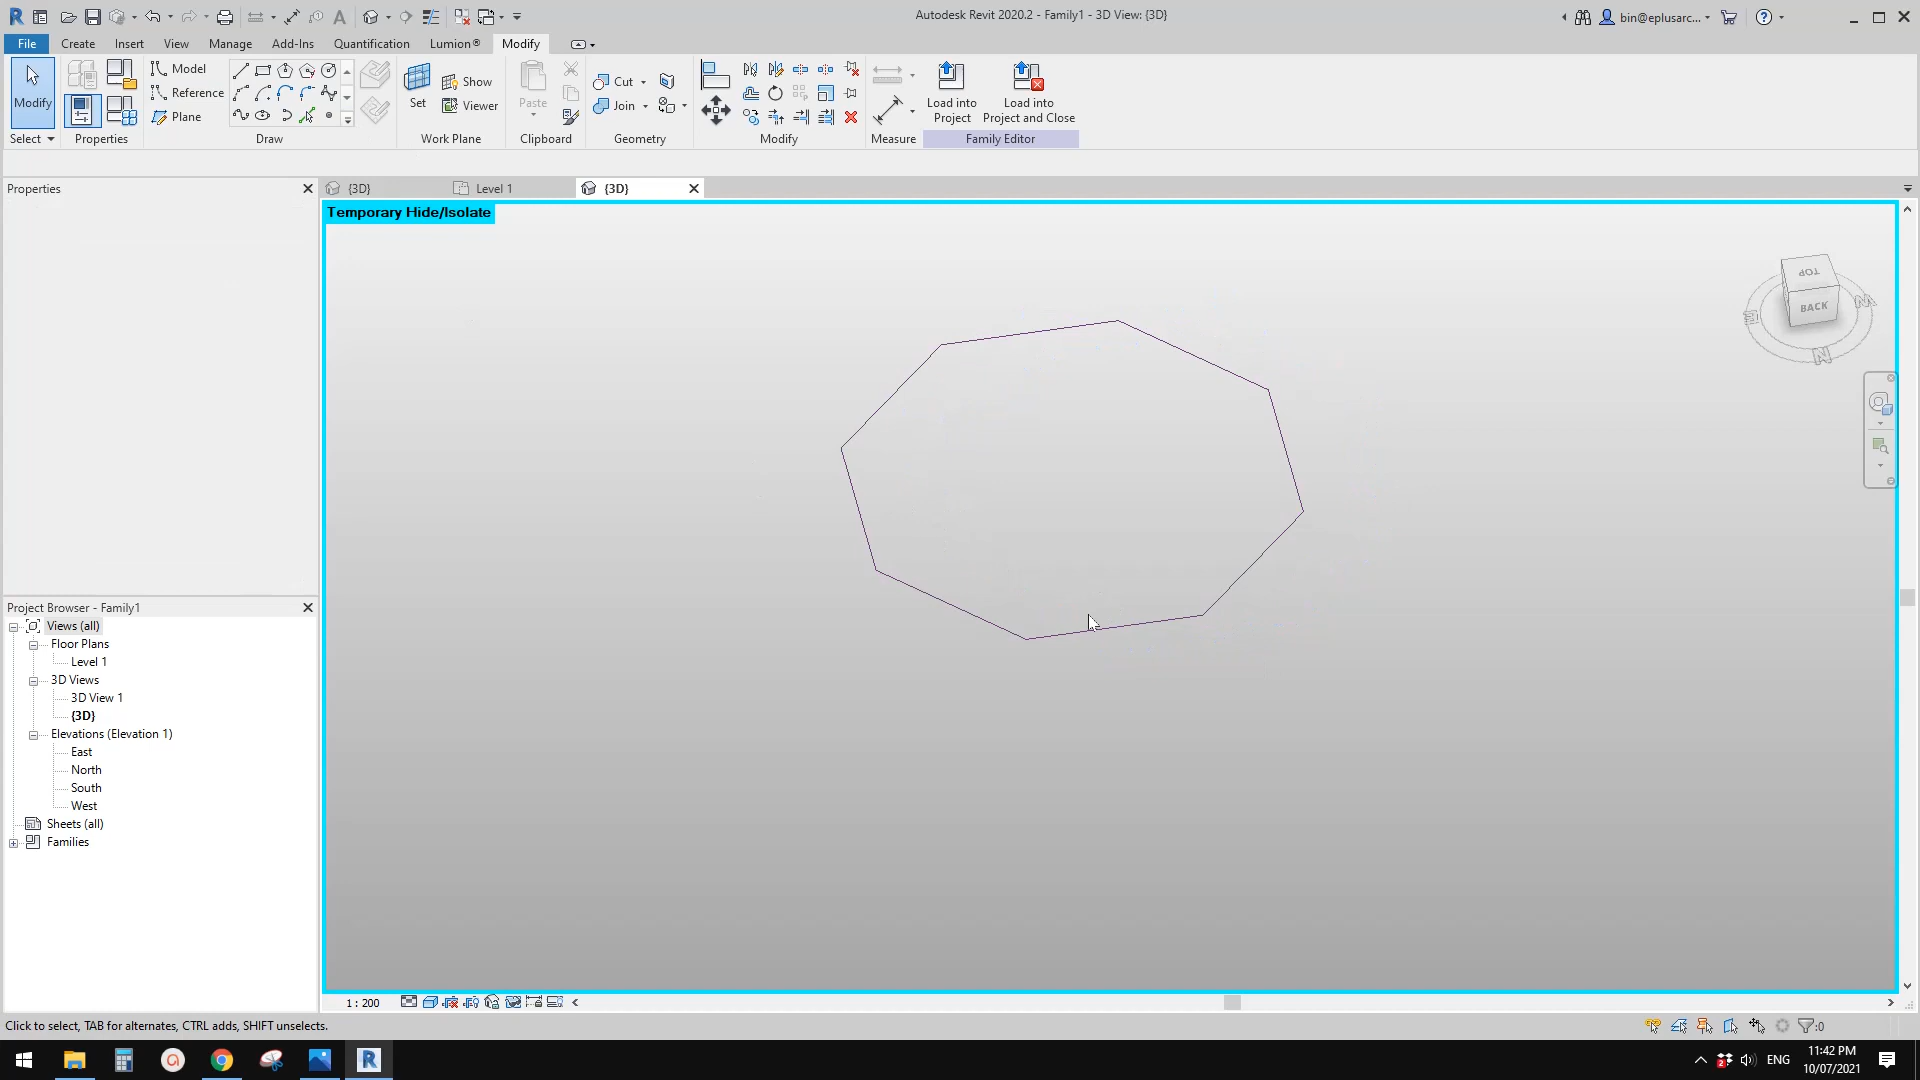 Autodesk Revit 2020.2 - Family1 - 3D View: {3D}
bin@eplusarc...
File Create Insert View Manage Add-Ins Quantification Lumion® Modify
Modify
Model
Reference
Plane
Set
Show
Viewer
Paste
Cut
Join
Load into Project
Load into Project and Close
Select Properties Draw Work Plane Clipboard Geometry Modify Measure Family Editor
Properties
{3D}
Level 1
{3D}
Temporary Hide/Isolate
TOP
BACK
E
W
N
Project Browser - Family1
Views (all)
Floor Plans
Level 1
3D Views
3D View 1
{3D}
Elevations (Elevation 1)
East
North
South
West
Sheets (all)
Families
1 : 200
Click to select, TAB for alternates, CTRL adds, SHIFT unselects.
:0
ENG
11:42 PM
10/07/2021